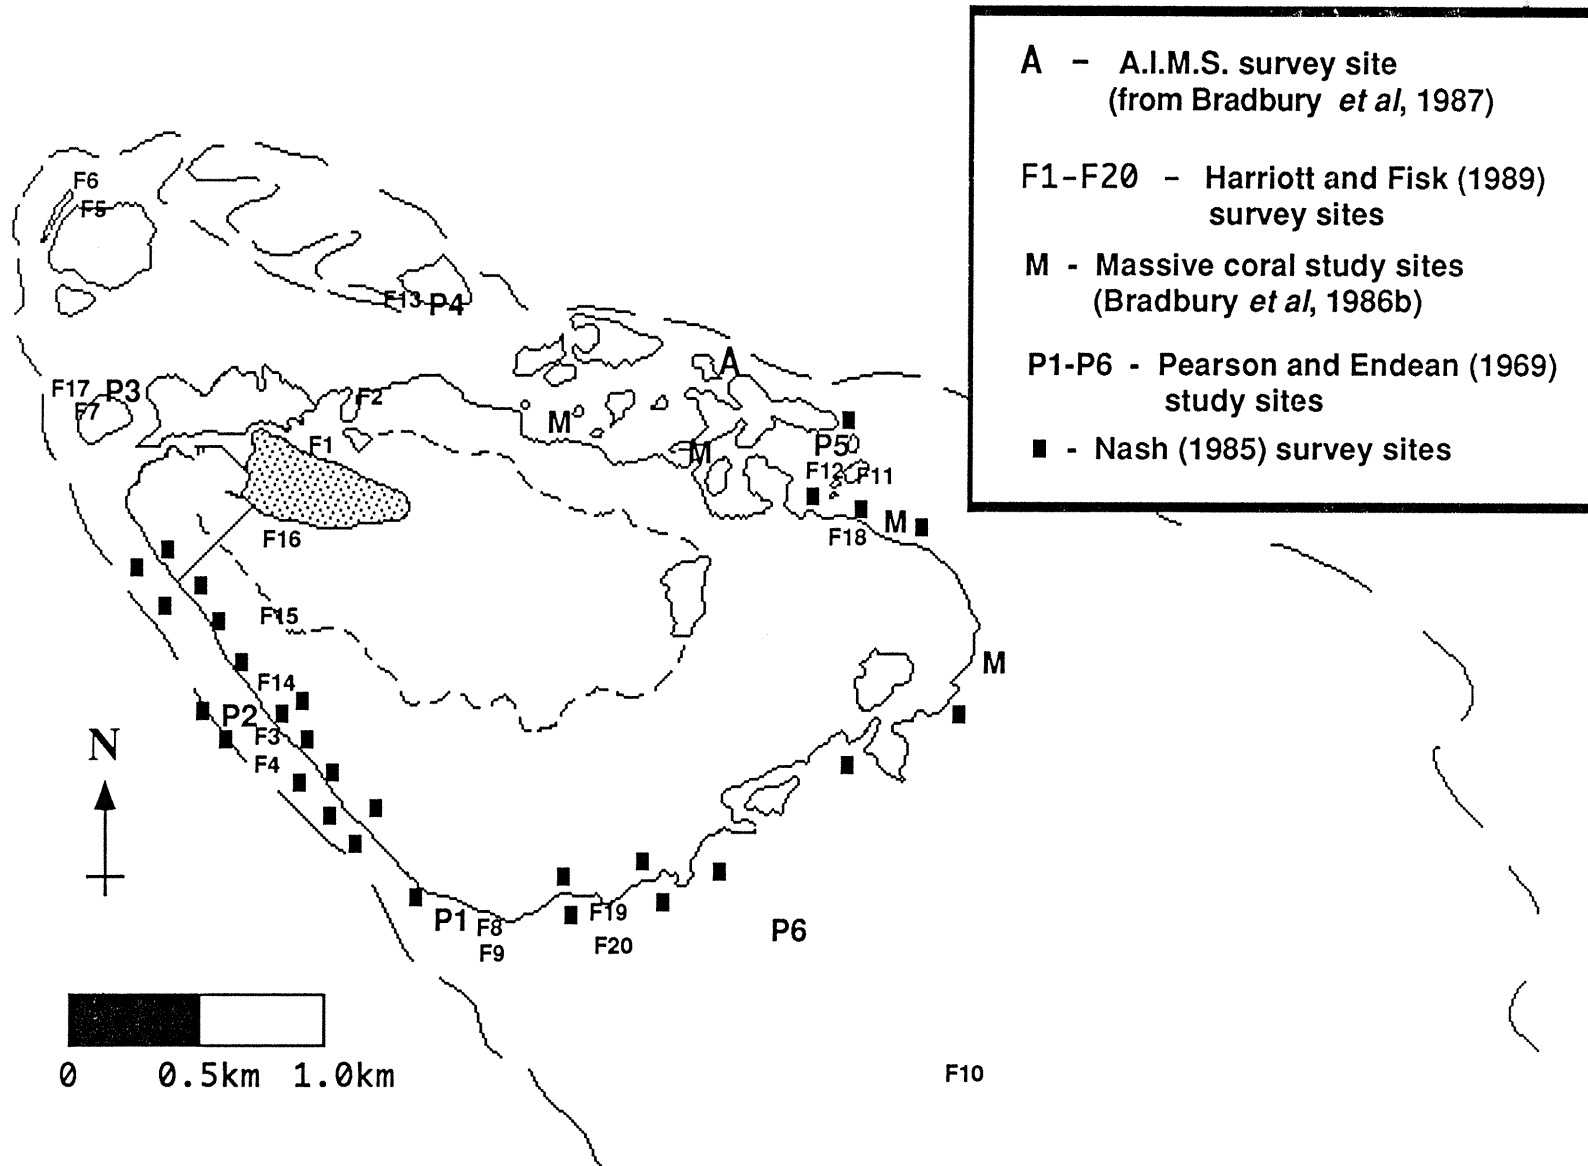 A - A.I.M.S. survey site
(from Bradbury et al, 1987)
F1-F20 - Harriott and Fisk (1989)
survey sites
M - Massive coral study sites
(Bradbury et al, 1986b)
P1-P6 - Pearson and Endean (1969)
study sites
■ - Nash (1985) survey sites
F6
F5
F13 P4
A
F17 P3
F7
F2
M
F1
M
P5
F12 F11
M
F18
F16
F15
M
F14
P2
F3
F4
N
P1 F8
F9
F19
F20
P6
0 0.5km 1.0km
F10